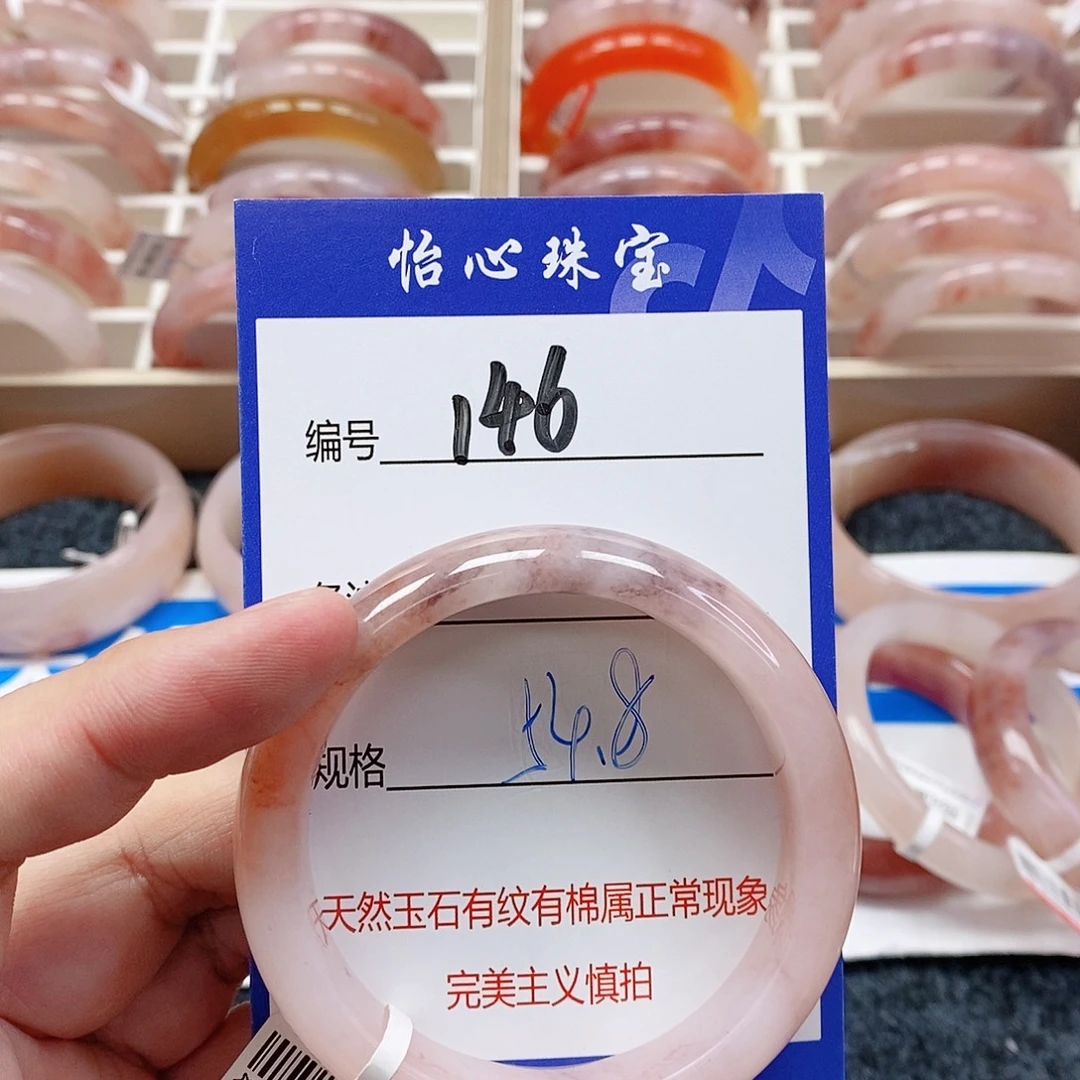 怡心珠宝
编号 146
规格 54.8
天然玉石有纹有棉属正常现象
完美主义慎拍